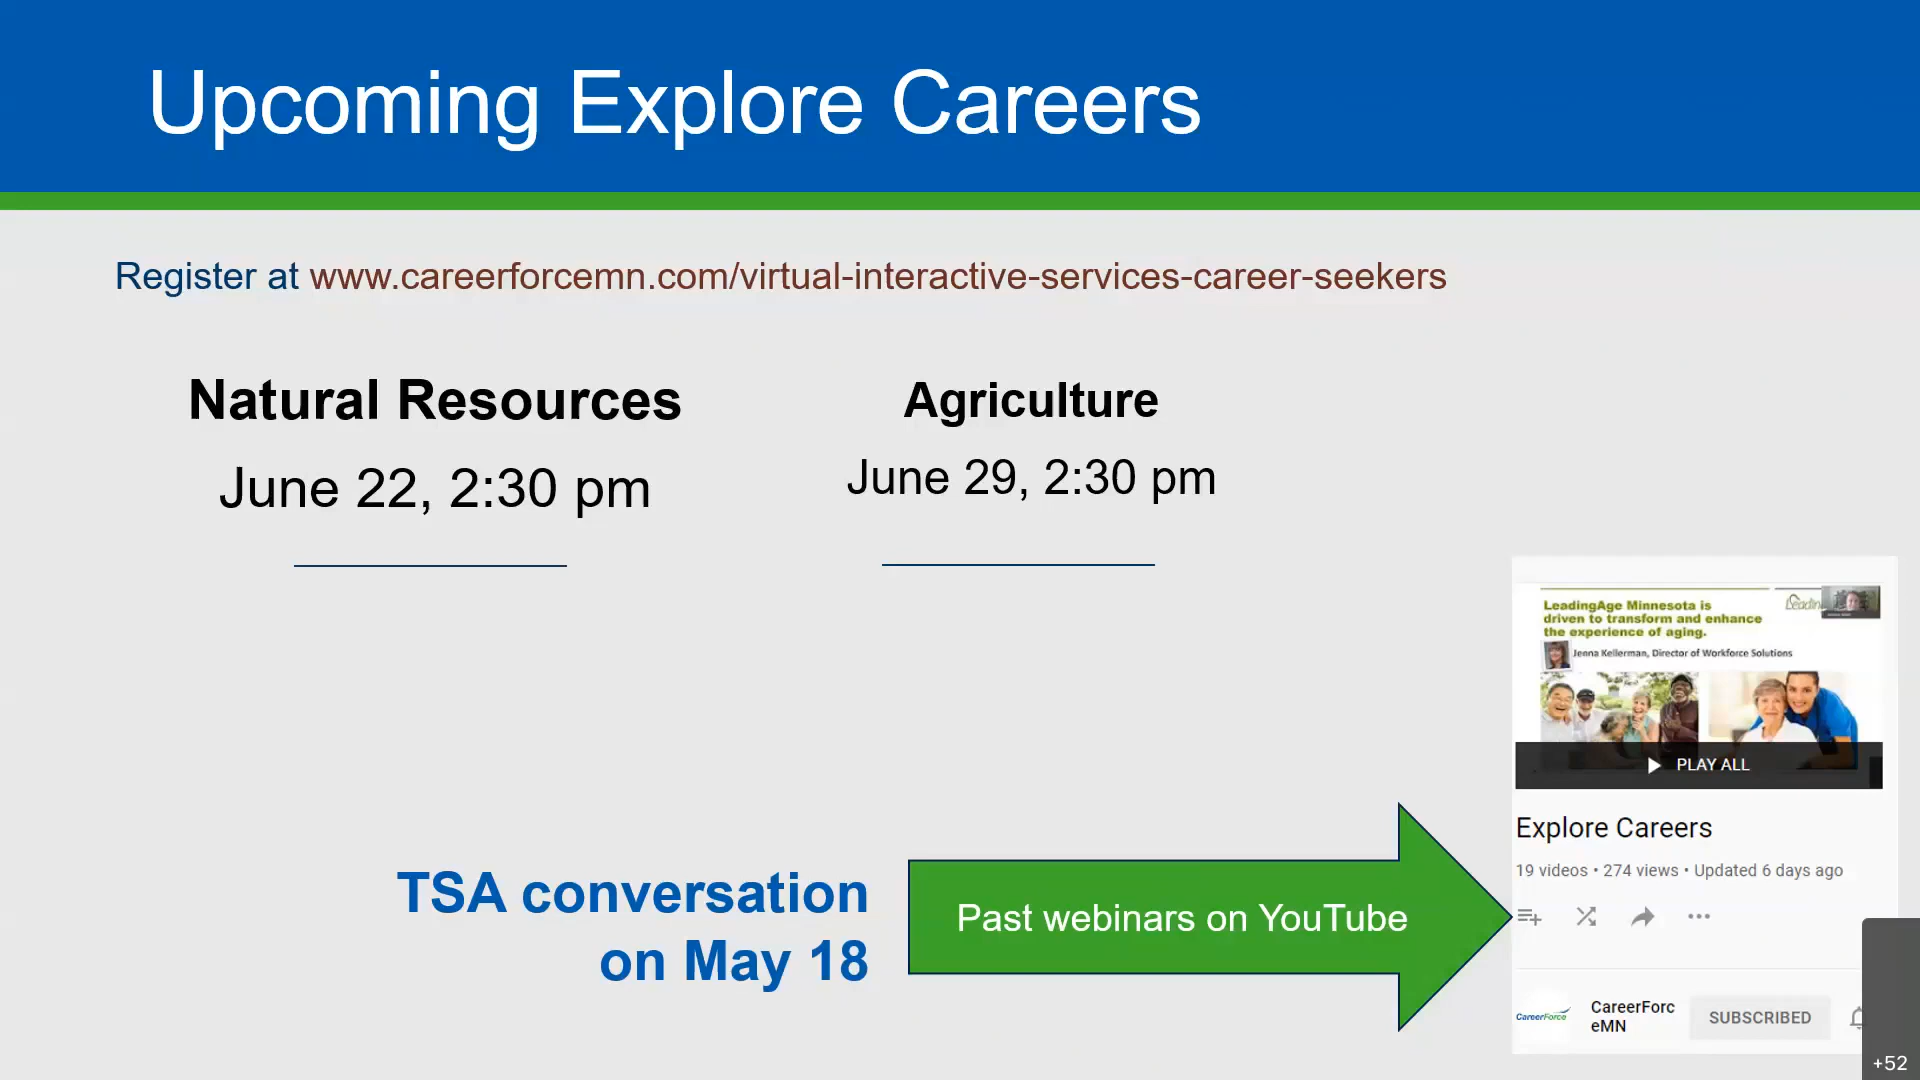 Upcoming Explore Careers
Register at www.careerforcemn.com/virtual-interactive-services-career-seekers
Natural Resources
June 22, 2:30 pm
Agriculture
June 29, 2:30 pm
TSA conversation
on May 18
Past webinars on YouTube
LeadingAge Minnesota is
driven to transform and enhance
the experience of aging.
Jenna Kellerman, Director of Workforce Solutions
PLAY ALL
Explore Careers
19 videos • 274 views • Updated 6 days ago
CareerForce
CareerForc
eMN
SUBSCRIBED
+52